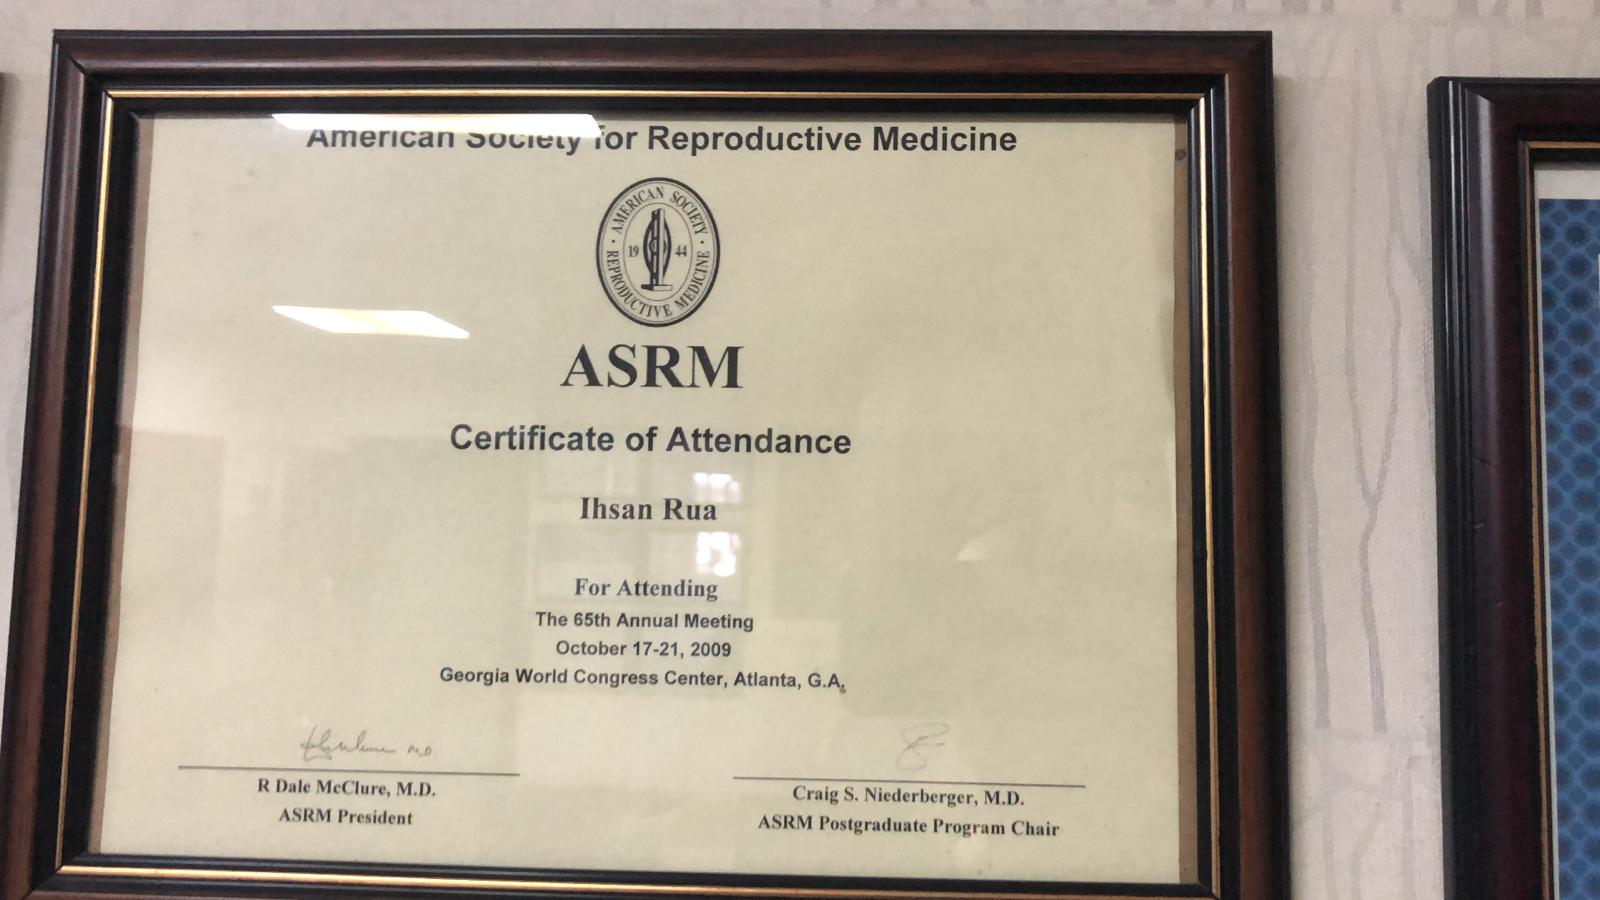 American Society for Reproductive Medicine
AMERICAN SOCIETY
19 44
REPRODUCTIVE MEDICINE
ASRM
Certificate of Attendance
Ihsan Rua
For Attending
The 65th Annual Meeting
October 17-21, 2009
Georgia World Congress Center, Atlanta, G.A.
R Dale McClure, M.D.
ASRM President
Craig S. Niederberger, M.D.
ASRM Postgraduate Program Chair